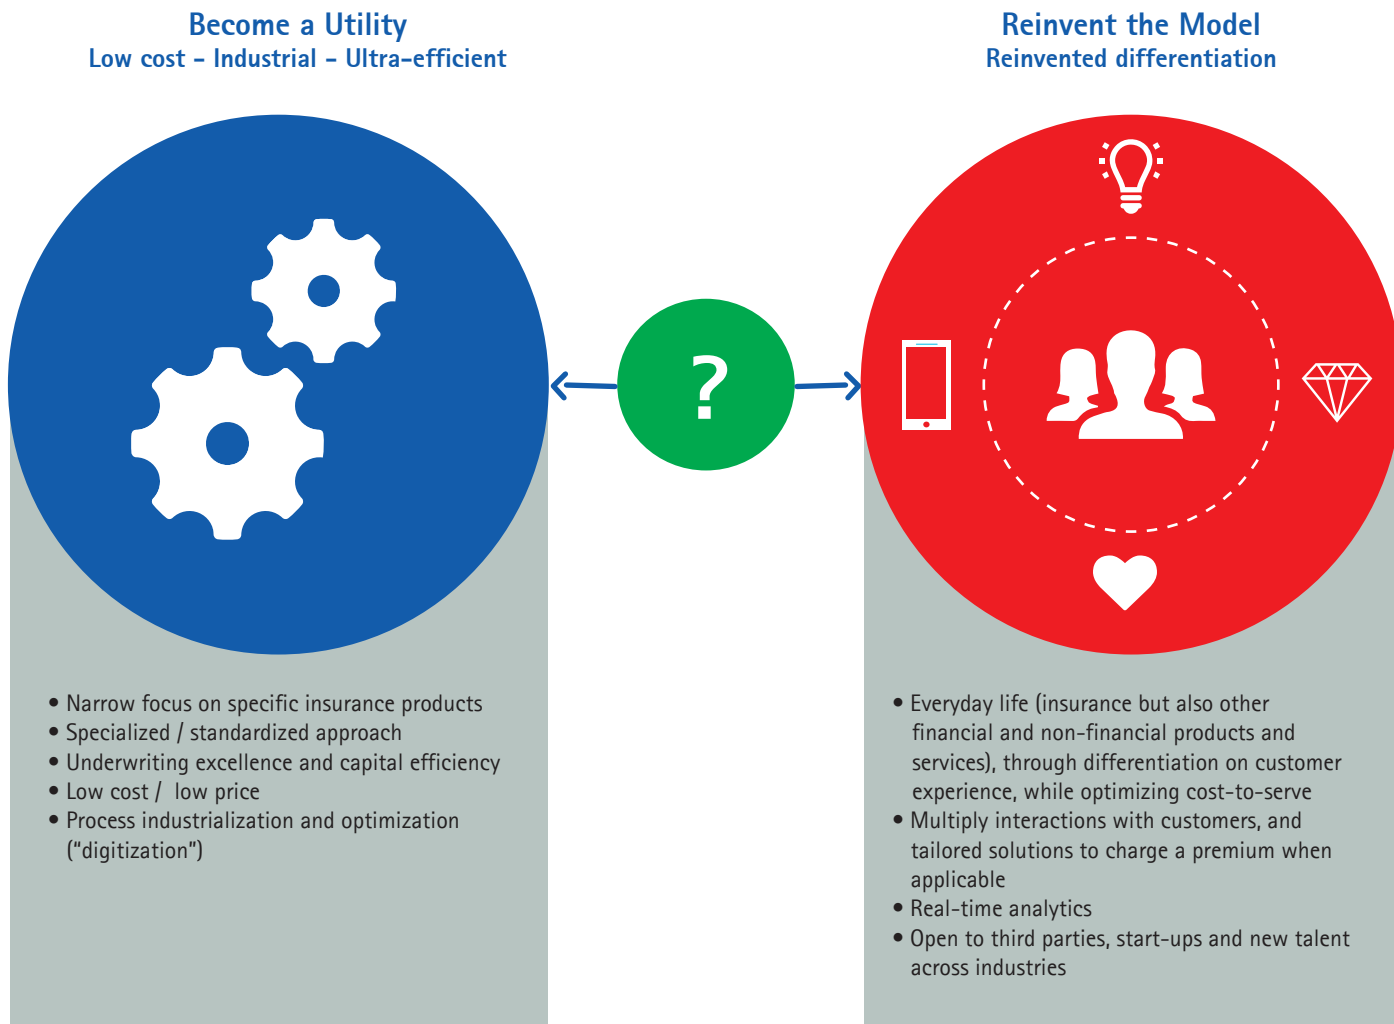 Become a Utility
Low cost - Industrial - Ultra-efficient
• Narrow focus on specific insurance products
• Specialized / standardized approach
• Underwriting excellence and capital efficiency
• Low cost / low price
• Process industrialization and optimization
(“digitization”)
?
Reinvent the Model
Reinvented differentiation
• Everyday life (insurance but also other
financial and non-financial products and
services), through differentiation on customer
experience, while optimizing cost-to-serve
• Multiply interactions with customers, and
tailored solutions to charge a premium when
applicable
• Real-time analytics
• Open to third parties, start-ups and new talent
across industries